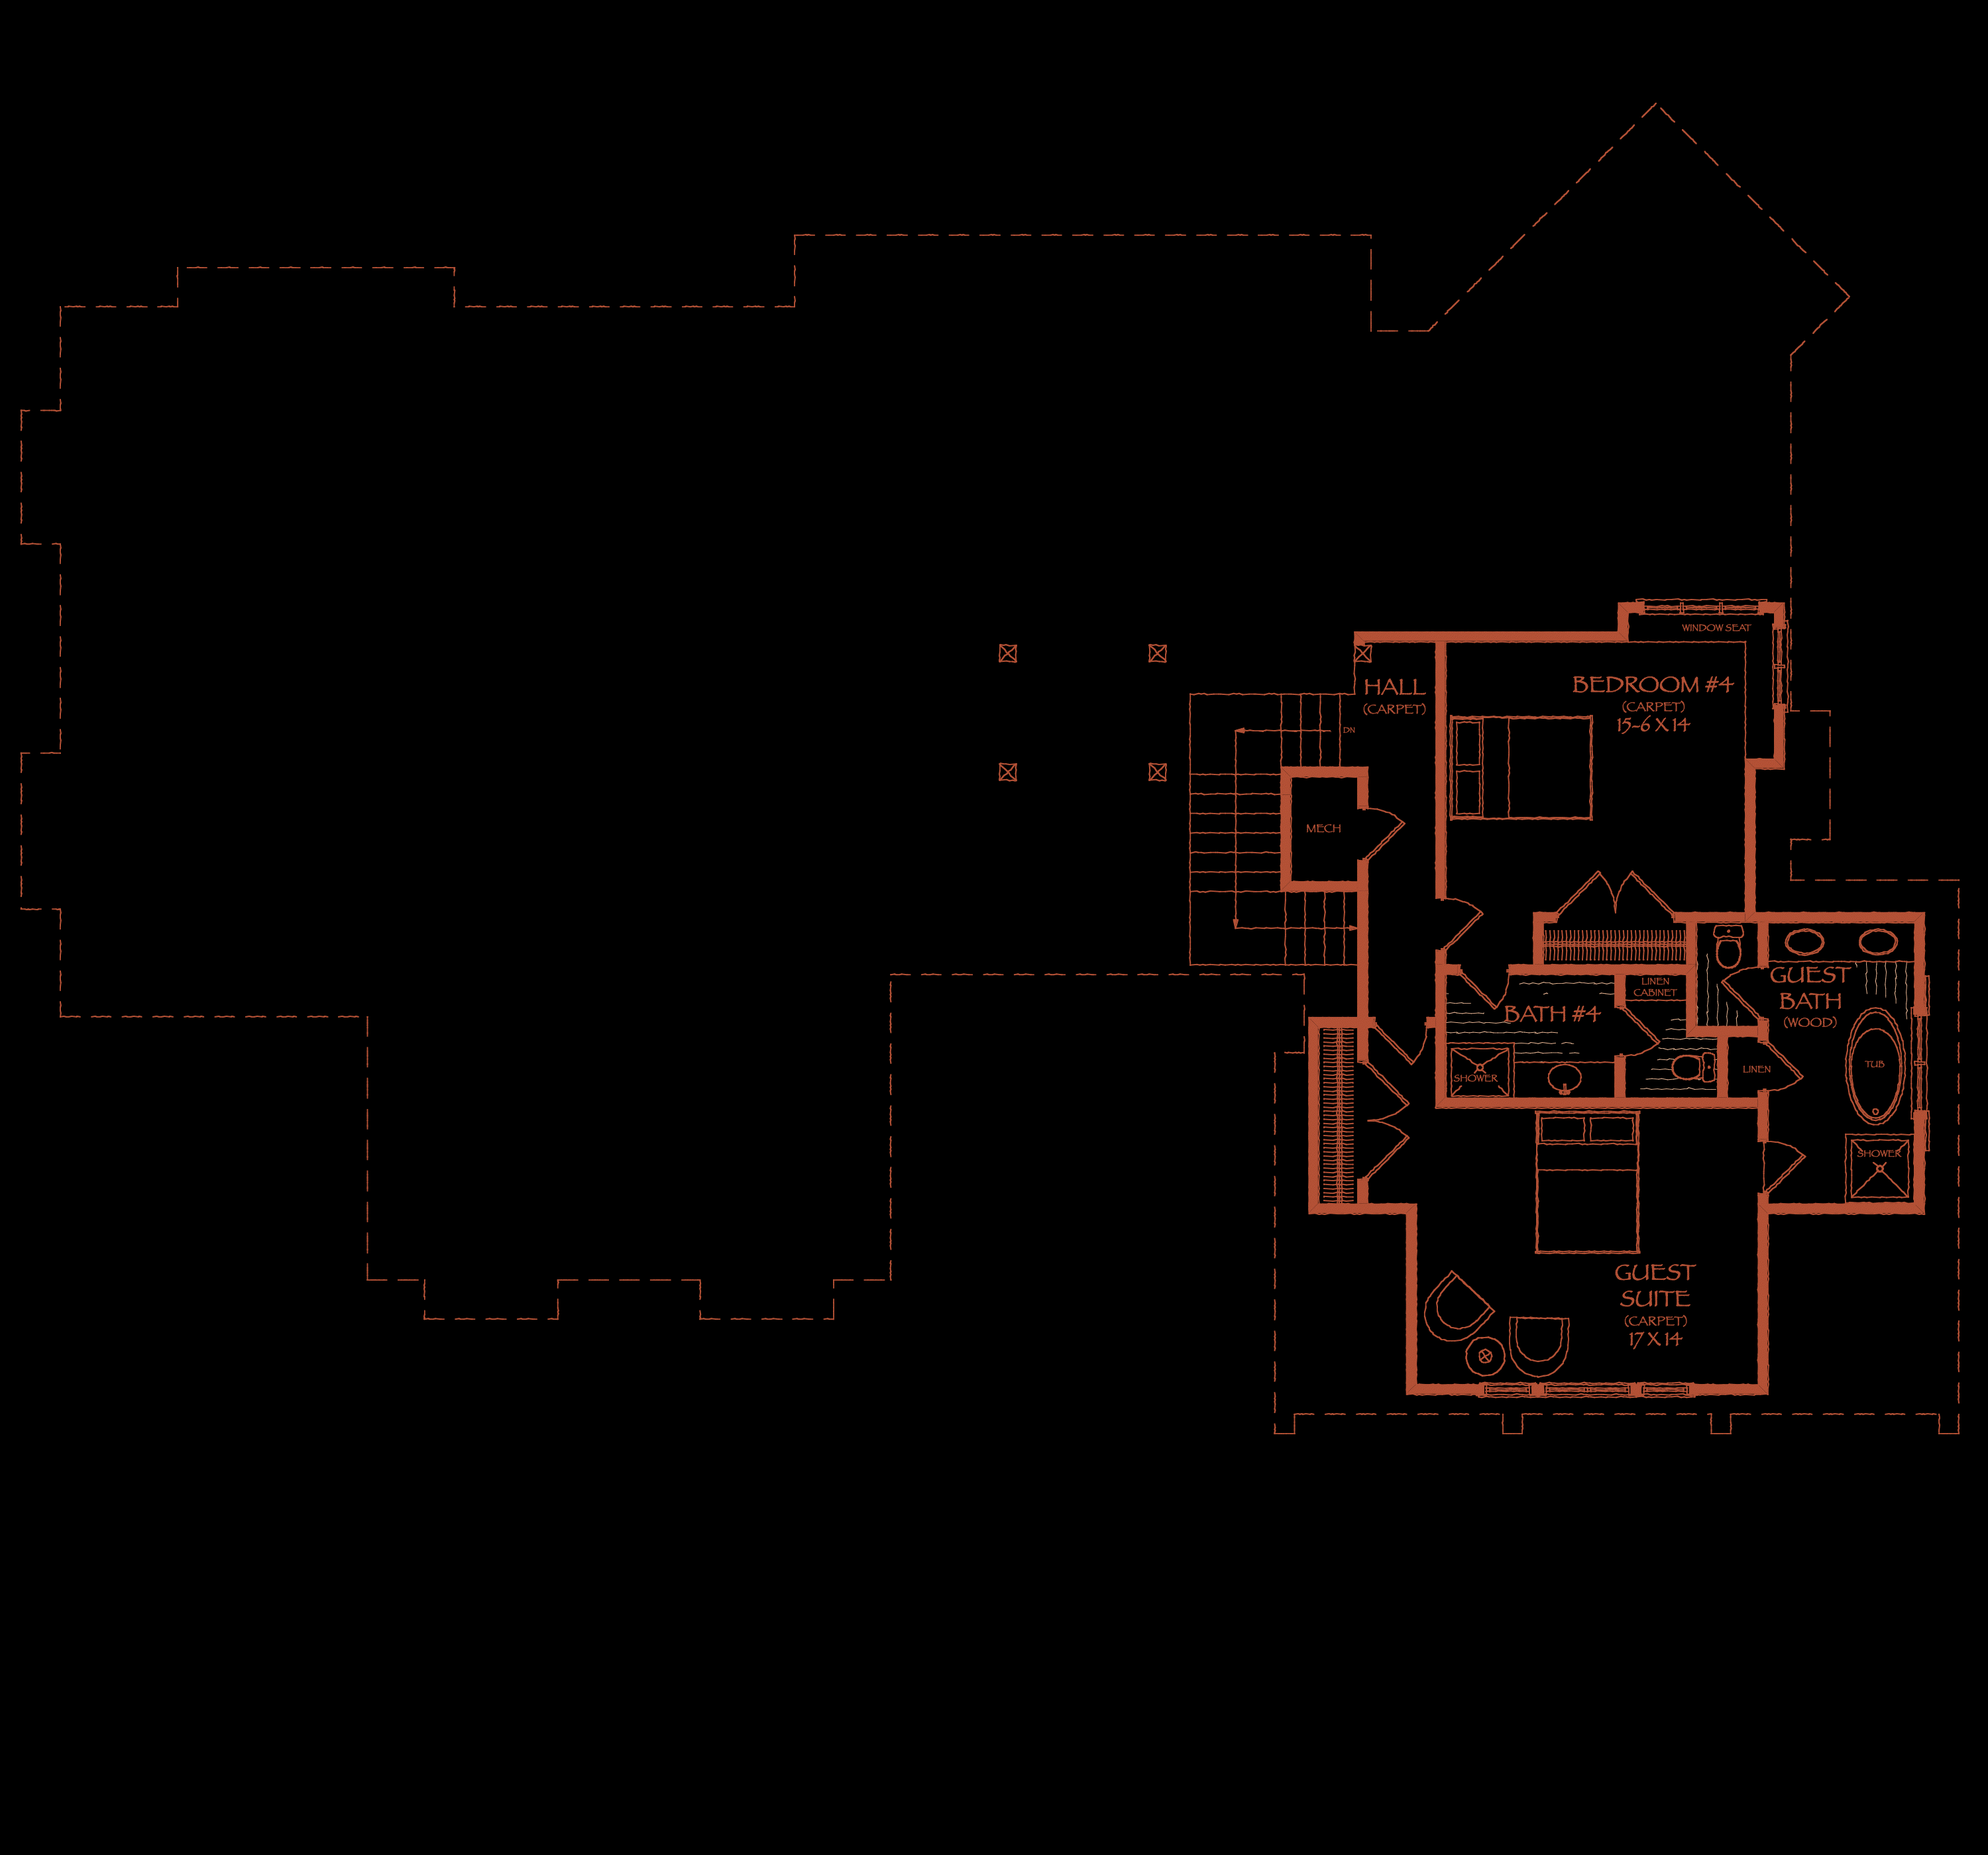 WINDOW SEAT
HALL
(CARPET)
BEDROOM #4
(CARPET)
15-6 X 14
DN
MECH
LINEN
CABINET
BATH #4
GUEST
BATH
(WOOD)
SHOWER
LINEN
TUB
SHOWER
GUEST
SUITE
(CARPET)
17 X 14